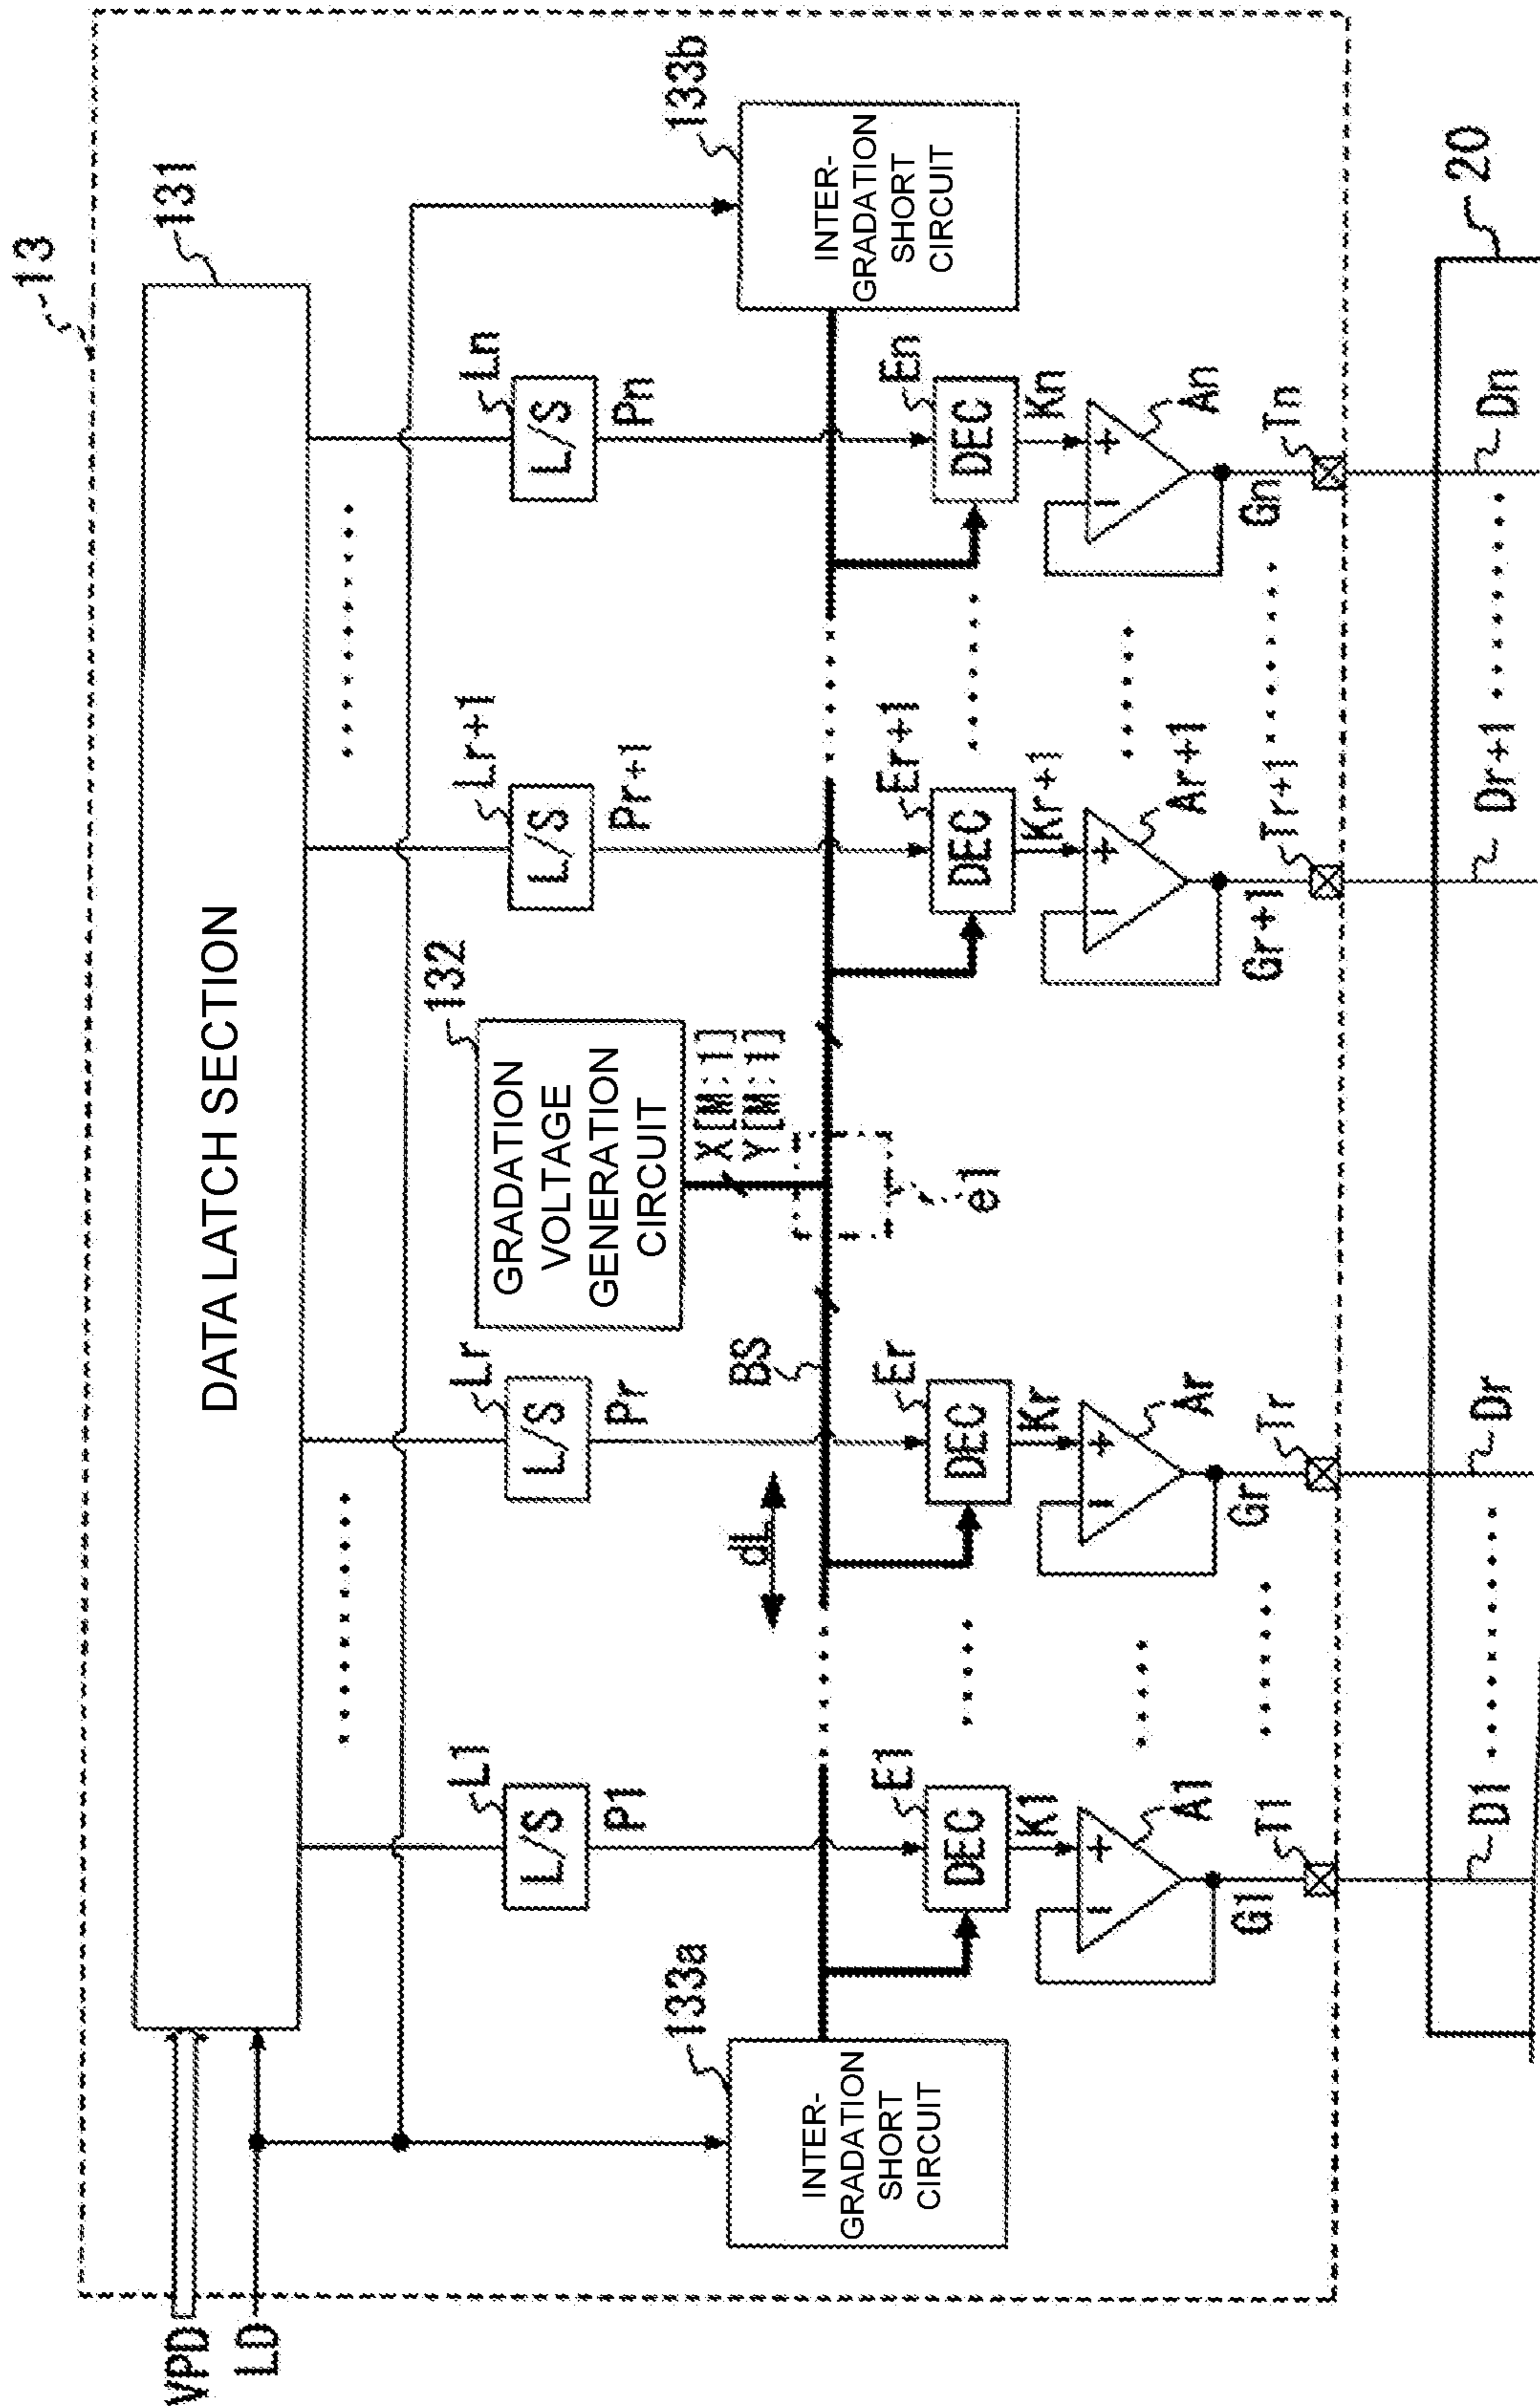 13
131
DATA LATCH SECTION
VPD
LD
L1
L/S
P1
Lr
L/S
Pr
Lr+1
L/S
Pr+1
Ln
L/S
Pn
132
GRADATION
VOLTAGE
GENERATION
CIRCUIT
X[M:1]
Y[M:1]
133a
INTER-
GRADATION
SHORT
CIRCUIT
133b
INTER-
GRADATION
SHORT
CIRCUIT
dL
BS
e1
E1
DEC
K1
Er
DEC
Kr
Er+1
DEC
Kr+1
En
DEC
Kn
+
−
A1
+
−
Ar
+
−
Ar+1
+
−
An
G1
T1
Gr
Tr
Gr+1
Tr+1
Gn
Tn
D1
Dr
Dr+1
Dn
20